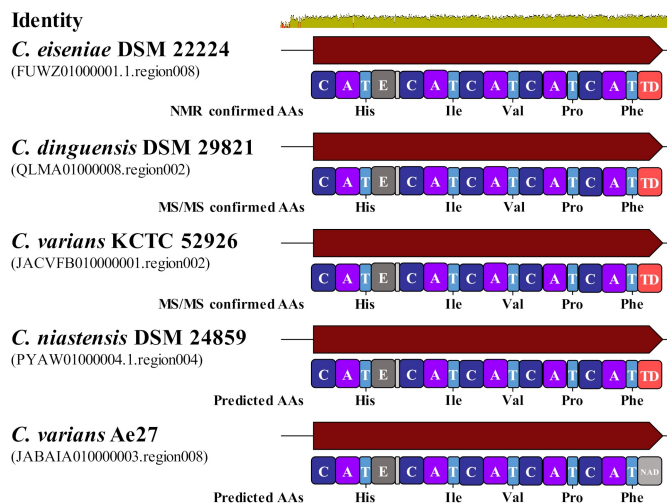 Identity
C. eiseniae DSM 22224
(FUWZ01000001.1.region008)
C A T E C A T C A T C A T C A T TD
NMR confirmed AAs His Ile Val Pro Phe
C. dinguensis DSM 29821
(QLMA01000008.region002)
C A T E C A T C A T C A T C A T TD
MS/MS confirmed AAs His Ile Val Pro Phe
C. varians KCTC 52926
(JACVFB010000001.region002)
C A T E C A T C A T C A T C A T TD
MS/MS confirmed AAs His Ile Val Pro Phe
C. niastensis DSM 24859
(PYAW01000004.1.region004)
C A T E C A T C A T C A T C A T TD
Predicted AAs His Ile Val Pro Phe
C. varians Ae27
(JABAIA010000003.region008)
C A T E C A T C A T C A T C A T NAD
Predicted AAs His Ile Val Pro Phe